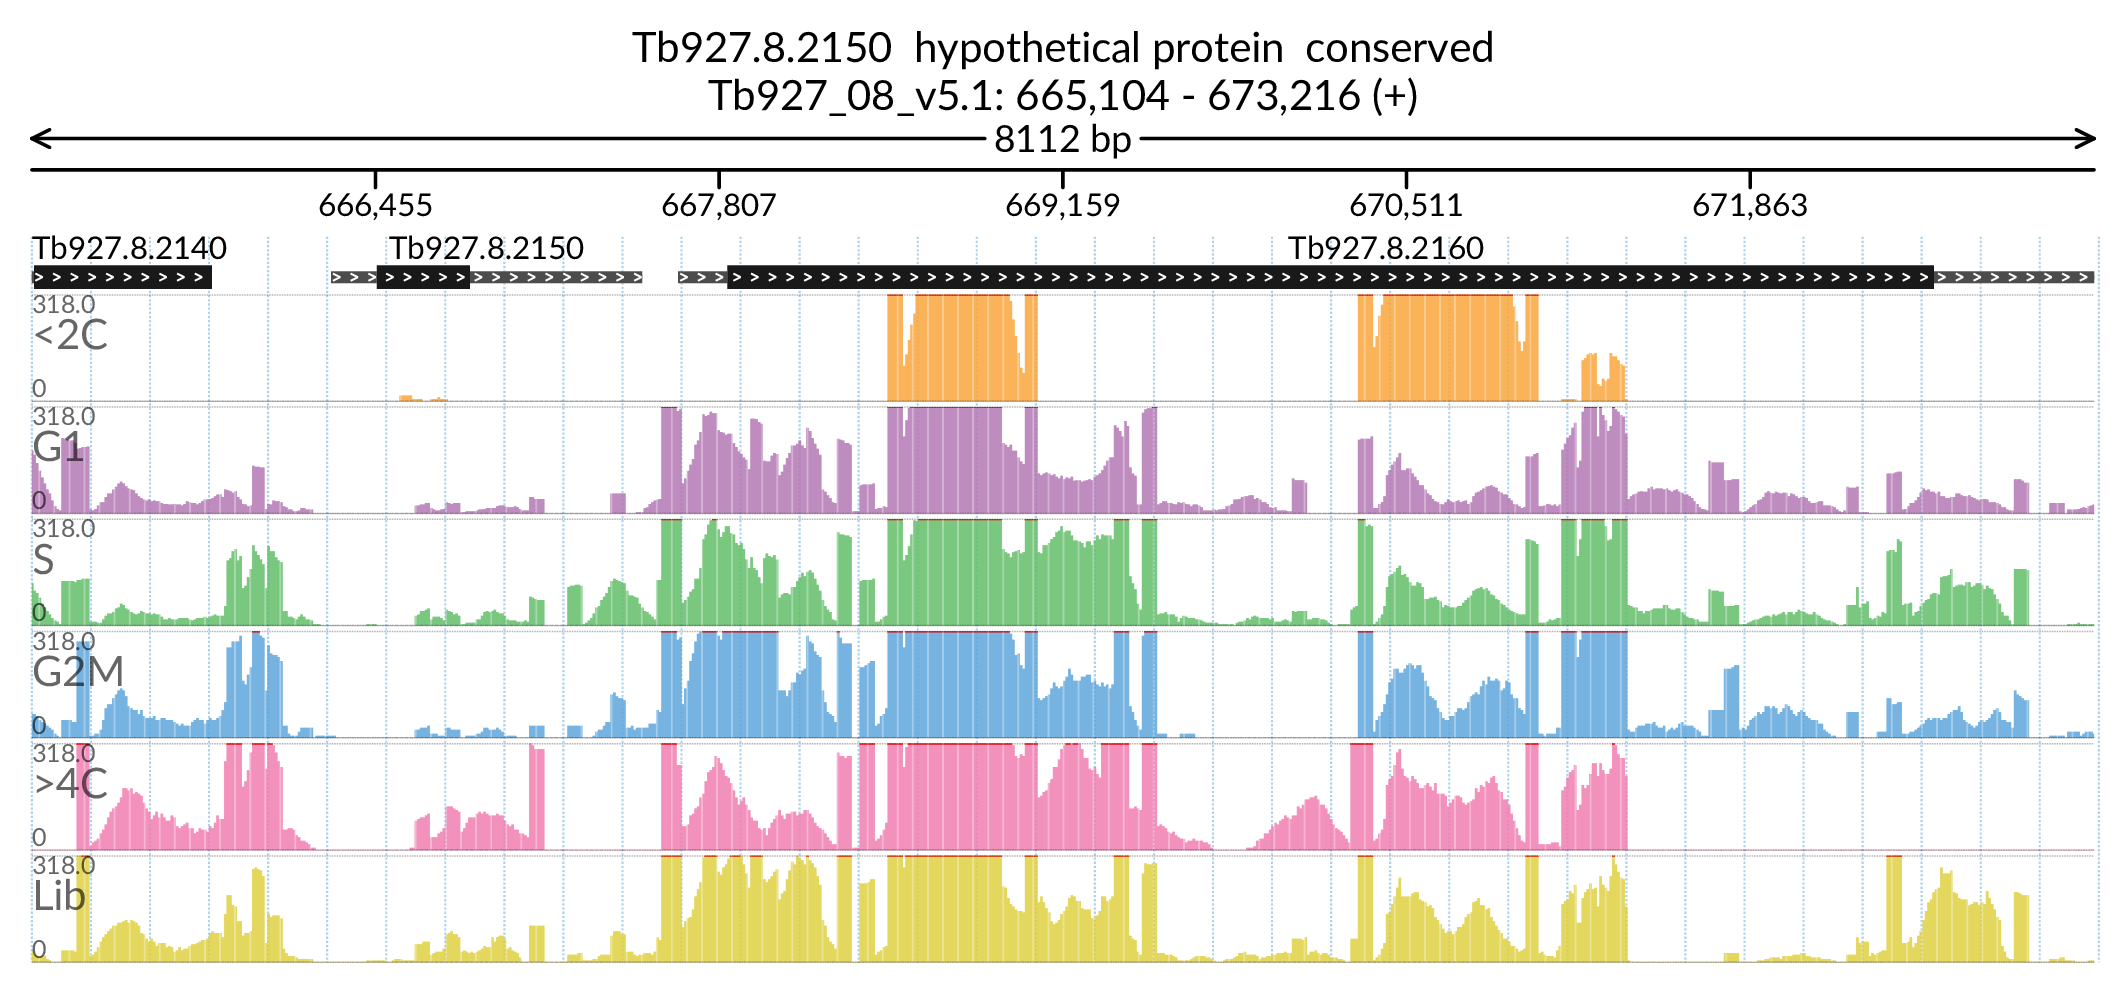 Tb927.8.2150  hypothetical protein  conserved
Tb927_08_v5.1: 665,104 - 673,216 (+)
8112 bp
666,455 667,807 669,159 670,511 671,863
Tb927.8.2140 Tb927.8.2150 Tb927.8.2160
318.0
<2C
0
318.0
G1
0
318.0
S
0
318.0
G2M
0
318.0
>4C
0
318.0
Lib
0